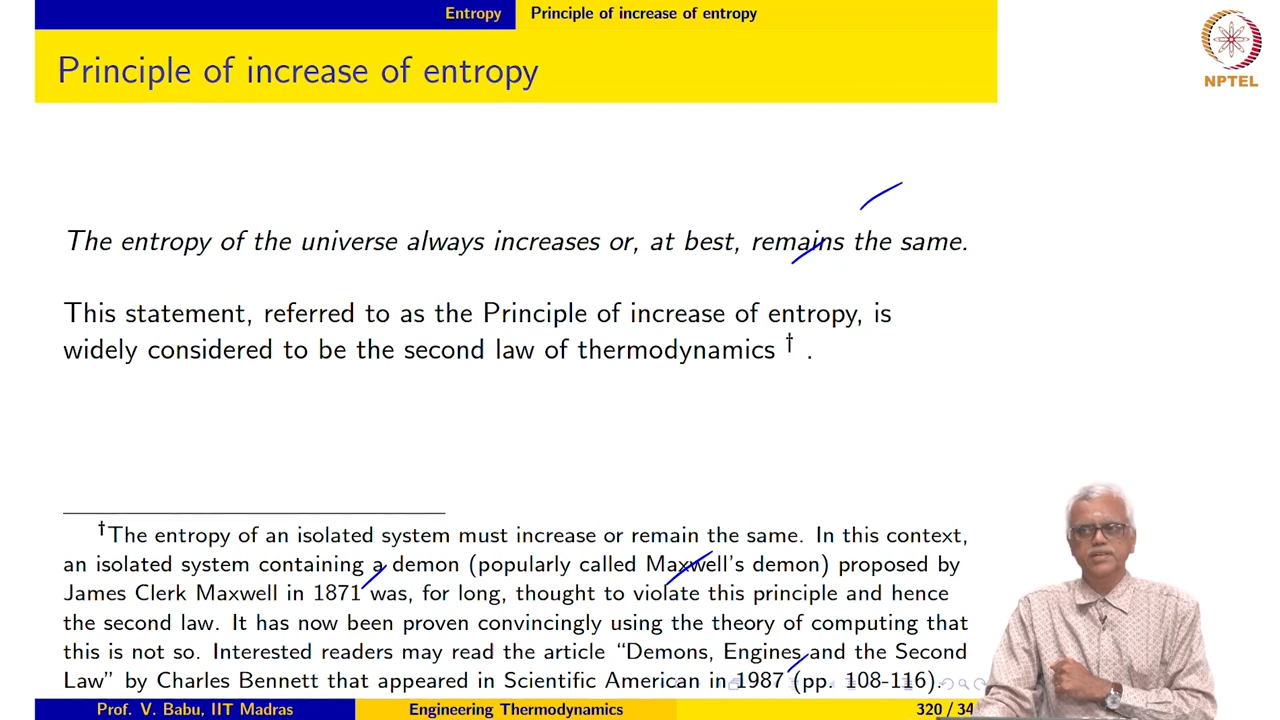 Entropy Principle of increase of entropy
NPTEL
Principle of increase of entropy
The entropy of the universe always increases or, at best, remains the same.
This statement, referred to as the Principle of increase of entropy, is
widely considered to be the second law of thermodynamics † .
†The entropy of an isolated system must increase or remain the same. In this context,
an isolated system containing a demon (popularly called Maxwell's demon) proposed by
James Clerk Maxwell in 1871 was, for long, thought to violate this principle and hence
the second law. It has now been proven convincingly using the theory of computing that
this is not so. Interested readers may read the article “Demons, Engines and the Second
Law” by Charles Bennett that appeared in Scientific American in 1987 (pp. 108-116).
Prof. V. Babu, IIT Madras Engineering Thermodynamics 320 / 34